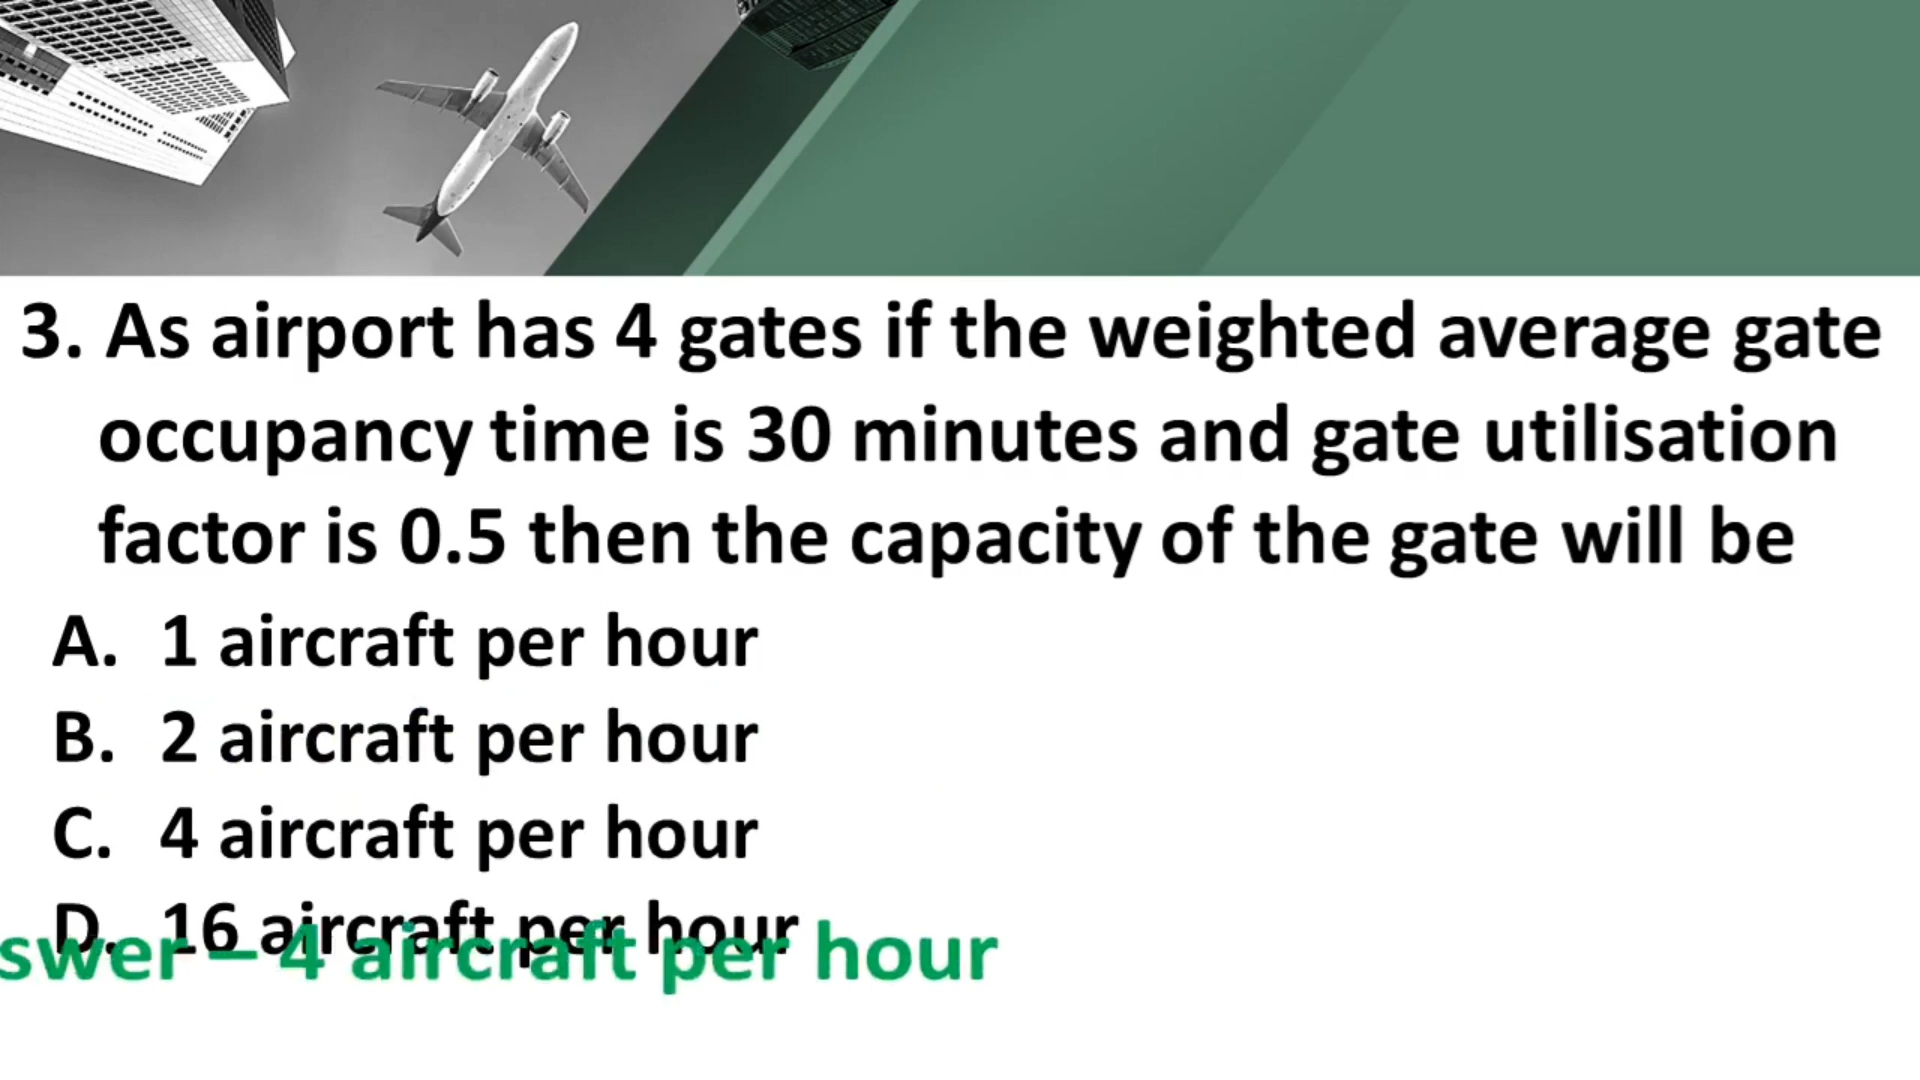 3. As airport has 4 gates if the weighted average gate
occupancy time is 30 minutes and gate utilisation
factor is 0.5 then the capacity of the gate will be
A. 1 aircraft per hour
B. 2 aircraft per hour
C. 4 aircraft per hour
D. 16 aircraft per hour
swer – 4 aircraft per hour